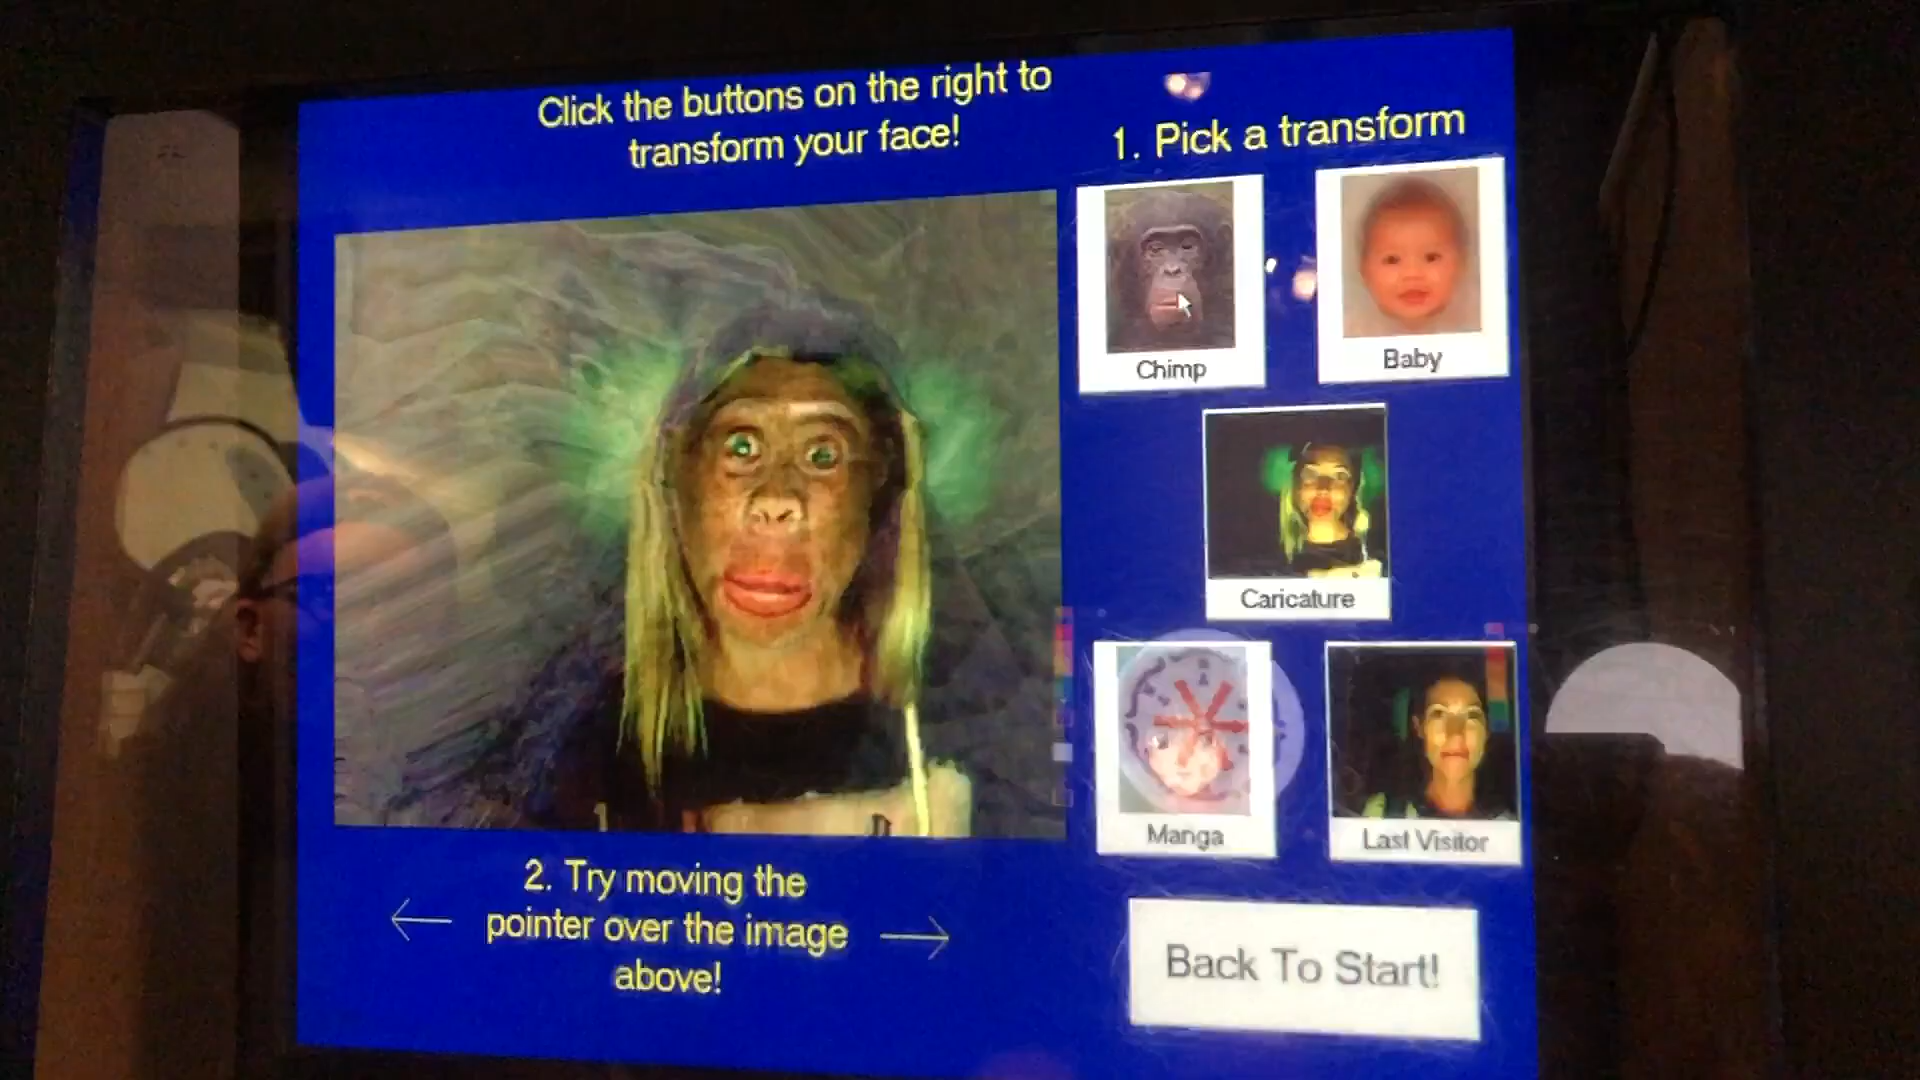 Click the buttons on the right to
transform your face!
1. Pick a transform
Chimp
Baby
Caricature
Manga
Last Visitor
2. Try moving the
pointer over the image
above!
Back To Start!